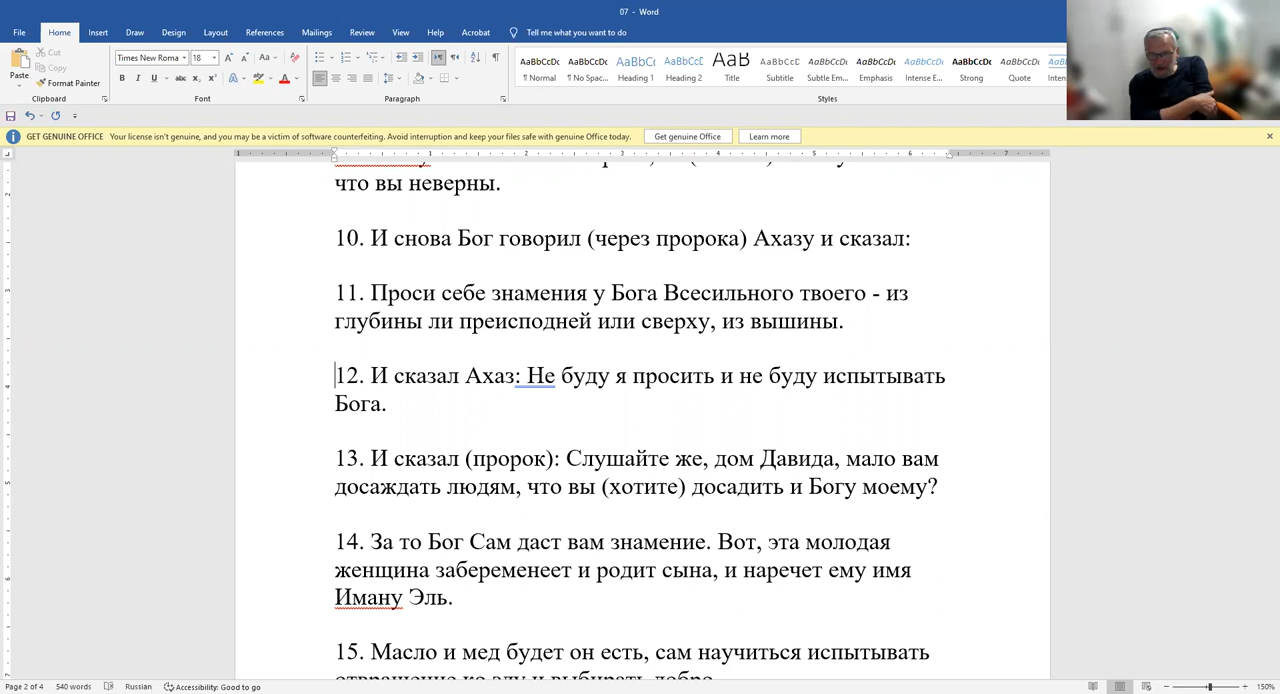 07 - Word
File Home Insert Draw Design Layout References Mailings Review View Help Acrobat Tell me what you want to do
Paste
Cut
Copy
Format Painter
Times New Roma 18
AaBbCcDc AaBbCcDc AaBbCc AaBbCcD AaB AaBbCcD AaBbCcDc AaBbCcDc AaBbCcDc AaBbCcDc AaBbCcDc
¶ Normal ¶ No Spac... Heading 1 Heading 2 Title Subtitle Subtle Em... Emphasis Intense E... Strong Quote
Clipboard Font Paragraph Styles
GET GENUINE OFFICE Your license isn't genuine, and you may be a victim of software counterfeiting. Avoid interruption and keep your files safe with genuine Office today. Get genuine Office Learn more
что вы неверны.
10. И снова Бог говорил (через пророка) Ахазу и сказал:
11. Проси себе знамения у Бога Всесильного твоего - из
глубины ли преисподней или сверху, из вышины.
12. И сказал Ахаз: Не буду я просить и не буду испытывать
Бога.
13. И сказал (пророк): Слушайте же, дом Давида, мало вам
досаждать людям, что вы (хотите) досадить и Богу моему?
14. За то Бог Сам даст вам знамение. Вот, эта молодая
женщина забеременеет и родит сына, и наречет ему имя
Иману Эль.
15. Масло и мед будет он есть, сам научиться испытывать
Page 2 of 4 540 words Russian Accessibility: Good to go 150%